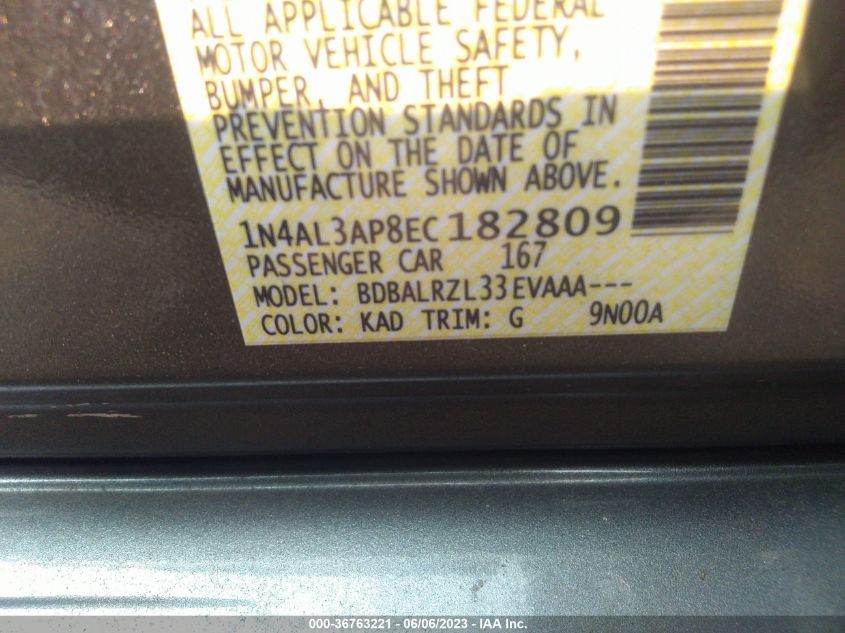 ALL APPLICABLE FEDERAL
MOTOR VEHICLE SAFETY,
BUMPER, AND THEFT
PREVENTION STANDARDS IN
EFFECT ON THE DATE OF
MANUFACTURE SHOWN ABOVE.
1N4AL3AP8EC182809
PASSENGER CAR 167
MODEL: BDBALRZL33EVAAA---
COLOR: KAD TRIM: G 9N00A
000-36763221 - 06/06/2023 - IAA Inc.